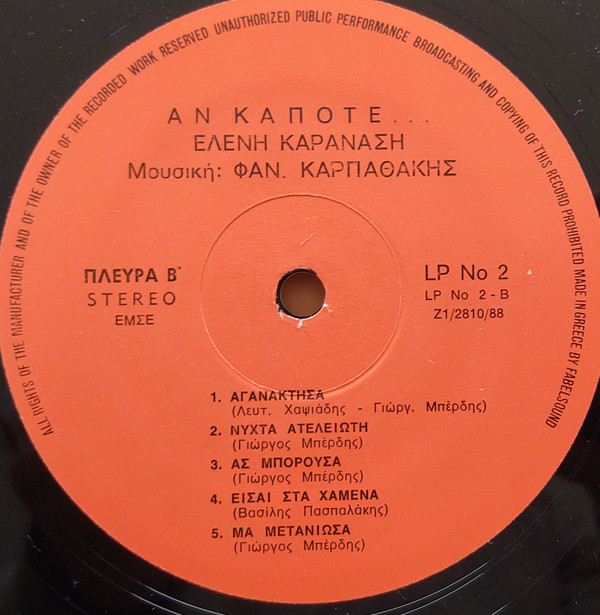 ALL RIGHTS OF THE MANUFACTURER AND OF THE OWNER OF THE RECORDED WORK RESERVED UNAUTHORIZED PUBLIC PERFORMANCE BROADCASTING AND COPYING OF THIS RECORD PROHIBITED MADE IN GREECE BY FABELSOUND
ΑΝ ΚΑΠΟΤΕ...
ΕΛΕΝΗ ΚΑΡΑΝΑΣΗ
Μουσική: ΦΑΝ. ΚΑΡΠΑΘΑΚΗΣ
ΠΛΕΥΡΑ Β΄
STEREO
ΕΜΣΕ
LP No 2
LP No 2 - B
Z1/2810/88
1. ΑΓΑΝΑΚΤΗΣΑ
(Λευτ. Χαψιάδης - Γιώργ. Μπέρδης)
2. ΝΥΧΤΑ ΑΤΕΛΕΙΩΤΗ
(Γιώργος Μπέρδης)
3. ΑΣ ΜΠΟΡΟΥΣΑ
(Γιώργος Μπέρδης)
4. ΕΙΣΑΙ ΣΤΑ ΧΑΜΕΝΑ
(Βασίλης Πασπαλάκης)
5. ΜΑ ΜΕΤΑΝΙΩΣΑ
(Γιώργος Μπέρδης)